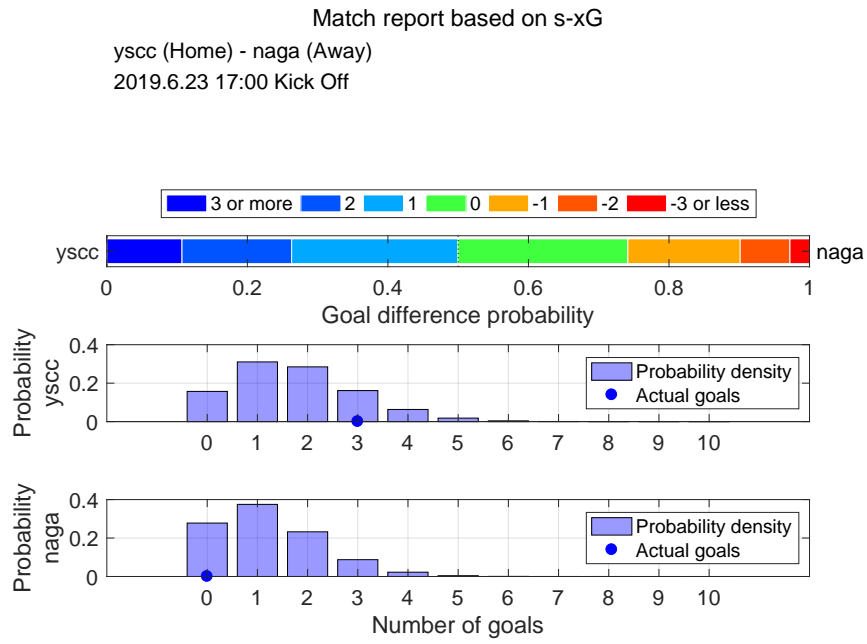 Match report based on s-xG
yscc (Home) - naga (Away)
2019.6.23 17:00 Kick Off
3 or more 2 1 0 -1 -2 -3 or less
yscc naga
0 0.2 0.4 0.6 0.8 1
Goal difference probability
Probability
yscc
0.4
0.2
0
Probability density
Actual goals
0 1 2 3 4 5 6 7 8 9 10
Probability
naga
0.4
0.2
0
Probability density
Actual goals
0 1 2 3 4 5 6 7 8 9 10
Number of goals